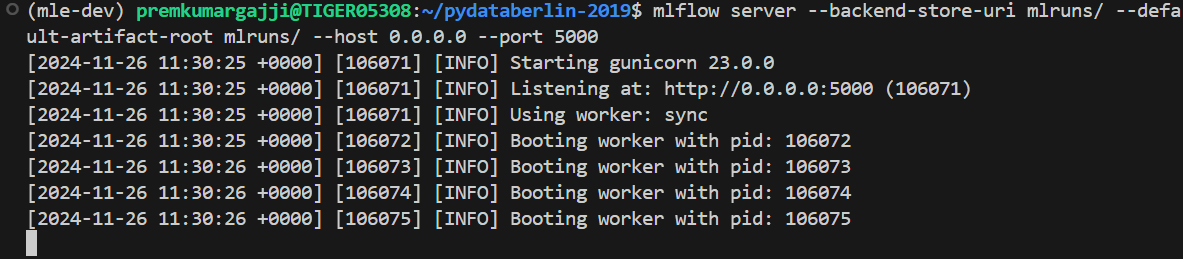 (mle-dev) premkumargajji@TIGER05308:~/pydataberlin-2019$ mlflow server --backend-store-uri mlruns/ --defa
ult-artifact-root mlruns/ --host 0.0.0.0 --port 5000
[2024-11-26 11:30:25 +0000] [106071] [INFO] Starting gunicorn 23.0.0
[2024-11-26 11:30:25 +0000] [106071] [INFO] Listening at: http://0.0.0.0:5000 (106071)
[2024-11-26 11:30:25 +0000] [106071] [INFO] Using worker: sync
[2024-11-26 11:30:25 +0000] [106072] [INFO] Booting worker with pid: 106072
[2024-11-26 11:30:26 +0000] [106073] [INFO] Booting worker with pid: 106073
[2024-11-26 11:30:26 +0000] [106074] [INFO] Booting worker with pid: 106074
[2024-11-26 11:30:26 +0000] [106075] [INFO] Booting worker with pid: 106075